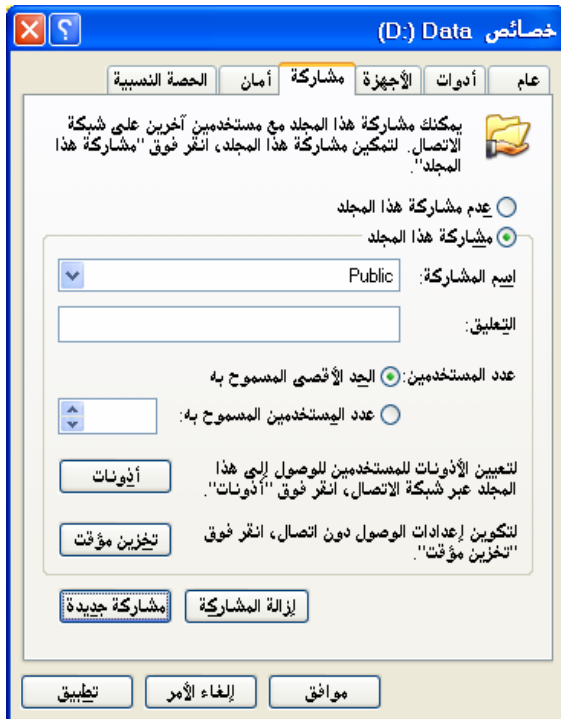 خصائص Data (D:)
عام
أدوات
الأجهزة
مشاركة
أمان
الحصة النسبية
يمكنك مشاركة هذا المجلد مع مستخدمين آخرين على شبكة
الاتصال. لتمكين مشاركة هذا المجلد، انقر فوق "مشاركة هذا
المجلد".
عدم مشاركة هذا المجلد
مشاركة هذا المجلد
اسم المشاركة: Public
التعليق:
عدد المستخدمين: الحد الأقصى المسموح به
عدد المستخدمين المسموح به:
لتعيين الأذونات للمستخدمين للوصول إلى هذا
المجلد عبر شبكة الاتصال، انقر فوق "أذونات".
أذونات
لتكوين إعدادات الوصول دون اتصال، انقر فوق
"تخزين مؤقت".
تخزين مؤقت
إزالة المشاركة
مشاركة جديدة
موافق
إلغاء الأمر
تطبيق